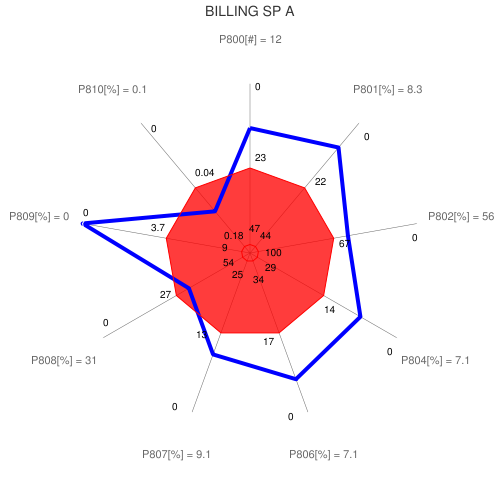 BILLING SP A
P800[#] = 12
P810[%] = 0.1
0
P801[%] = 8.3
0
0
0.04
23
22
P809[%] = 0
0
3.7
0.18
47
44
67
P802[%] = 56
0
9
100
54
29
25
34
27
14
0
15
17
0
P808[%] = 31
P804[%] = 7.1
0
0
P807[%] = 9.1
P806[%] = 7.1